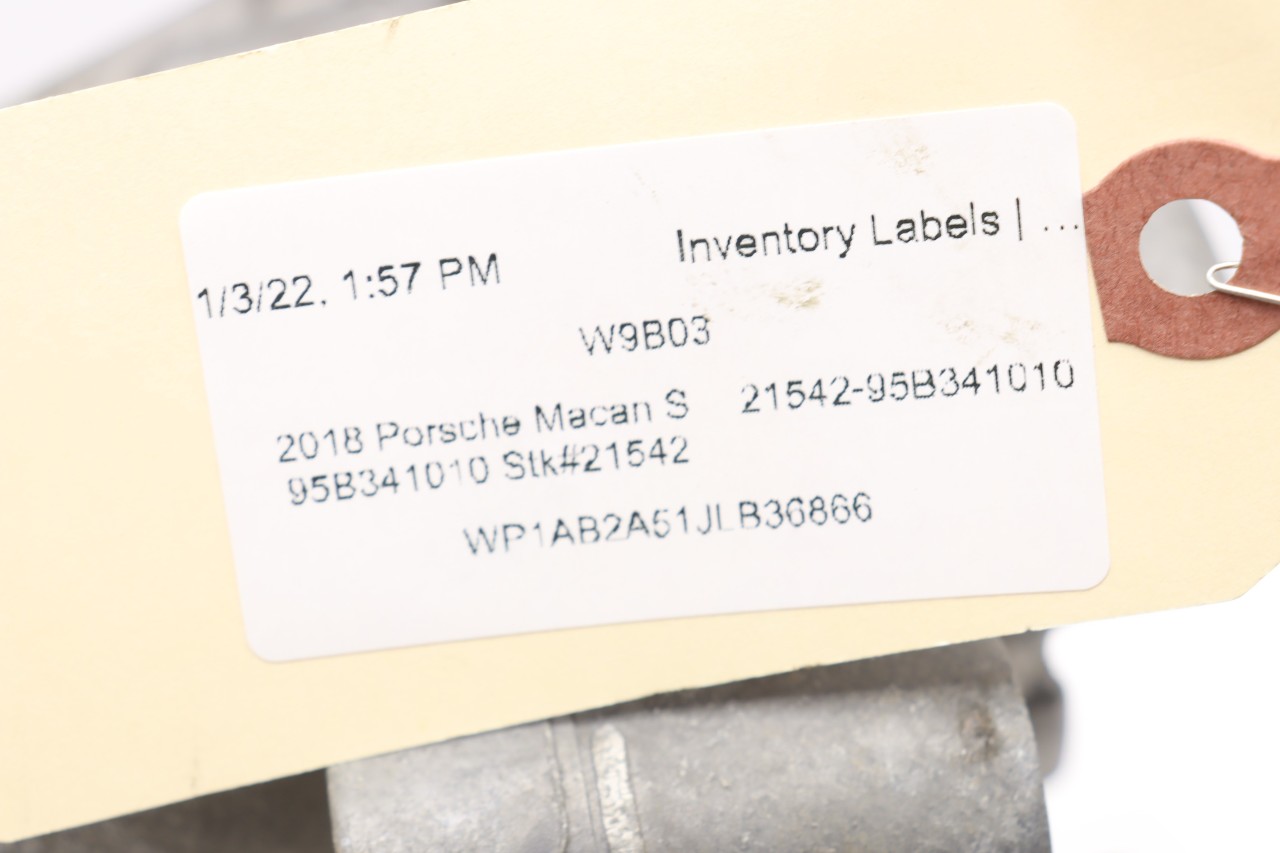 1/3/22, 1:57 PM Inventory Labels | ...
W9B03
2018 Porsche Macan S 21542-95B341010
95B341010 Stk#21542
WP1AB2A51JLB36866